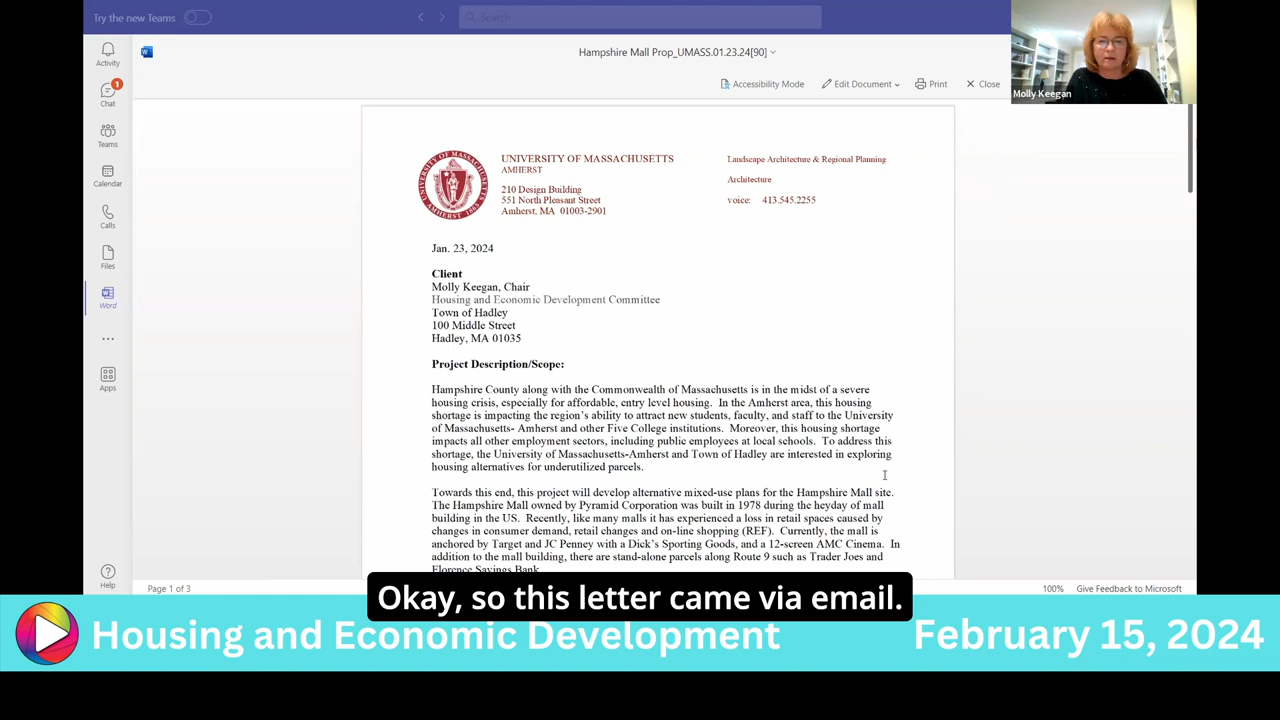 Try the new Teams
Search
Activity
Chat
1
Teams
Calendar
Calls
Files
Word
Apps
Help
Hampshire Mall Prop_UMASS.01.23.24[90]
Accessibility Mode
Edit Document
Print
Close
Molly Keegan
UNIVERSITY OF MASSACHUSETTS
AMHERST
210 Design Building
551 North Pleasant Street
Amherst, MA 01003-2901
Landscape Architecture & Regional Planning
Architecture
voice: 413.545.2255
UNIVERSITY OF MASSACHUSETTS
Jan. 23, 2024
Client
Molly Keegan, Chair
Housing and Economic Development Committee
Town of Hadley
100 Middle Street
Hadley, MA 01035
Project Description/Scope:
Hampshire County along with the Commonwealth of Massachusetts is in the midst of a severe
housing crisis, especially for affordable, entry level housing. In the Amherst area, this housing
shortage is impacting the region's ability to attract new students, faculty, and staff to the University
of Massachusetts- Amherst and other Five College institutions. Moreover, this housing shortage
impacts all other employment sectors, including public employees at local schools. To address this
shortage, the University of Massachusetts-Amherst and Town of Hadley are interested in exploring
housing alternatives for underutilized parcels.
Towards this end, this project will develop alternative mixed-use plans for the Hampshire Mall site.
The Hampshire Mall owned by Pyramid Corporation was built in 1978 during the heyday of mall
building in the US. Recently, like many malls it has experienced a loss in retail spaces caused by
changes in consumer demand, retail changes and on-line shopping (REF). Currently, the mall is
anchored by Target and JC Penney with a Dick's Sporting Goods, and a 12-screen AMC Cinema. In
addition to the mall building, there are stand-alone parcels along Route 9 such as Trader Joes and
Florence Savings Bank.
Page 1 of 3
100%
Give Feedback to Microsoft
Okay, so this letter came via email.
Housing and Economic Development
February 15, 2024